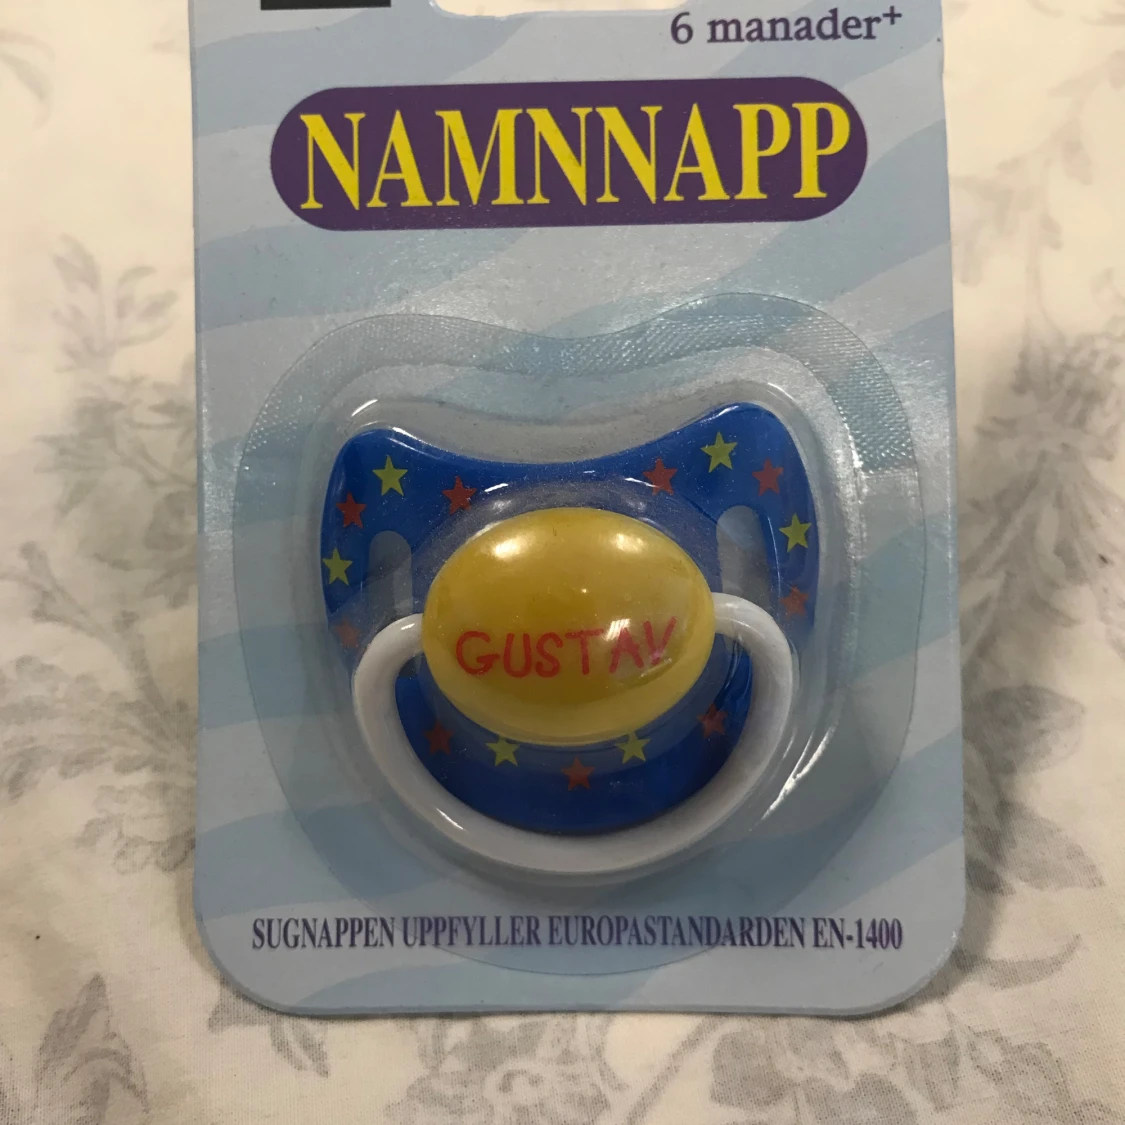 6 manader+
NAMNNAPP
GUSTAV
SUGNAPPEN UPPFYLLER EUROPASTANDARDEN EN-1400